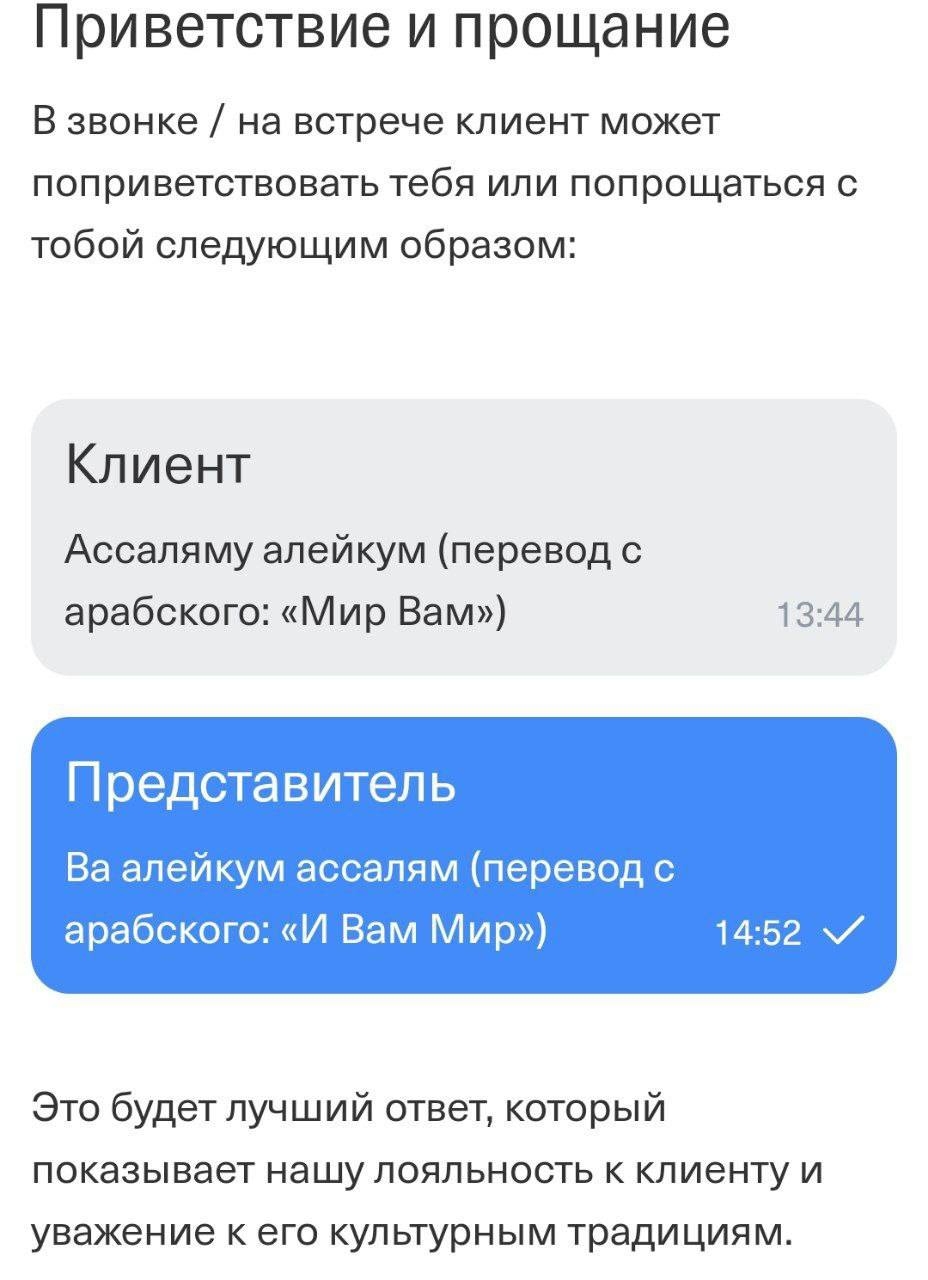 Приветствие и прощание
В звонке / на встрече клиент может
поприветствовать тебя или попрощаться с
тобой следующим образом:
Клиент
Ассаляму алейкум (перевод с
арабского: «Мир Вам»)
13:44
Представитель
Ва алейкум ассалям (перевод с
арабского: «И Вам Мир»)
14:52
Это будет лучший ответ, который
показывает нашу лояльность к клиенту и
уважение к его культурным традициям.